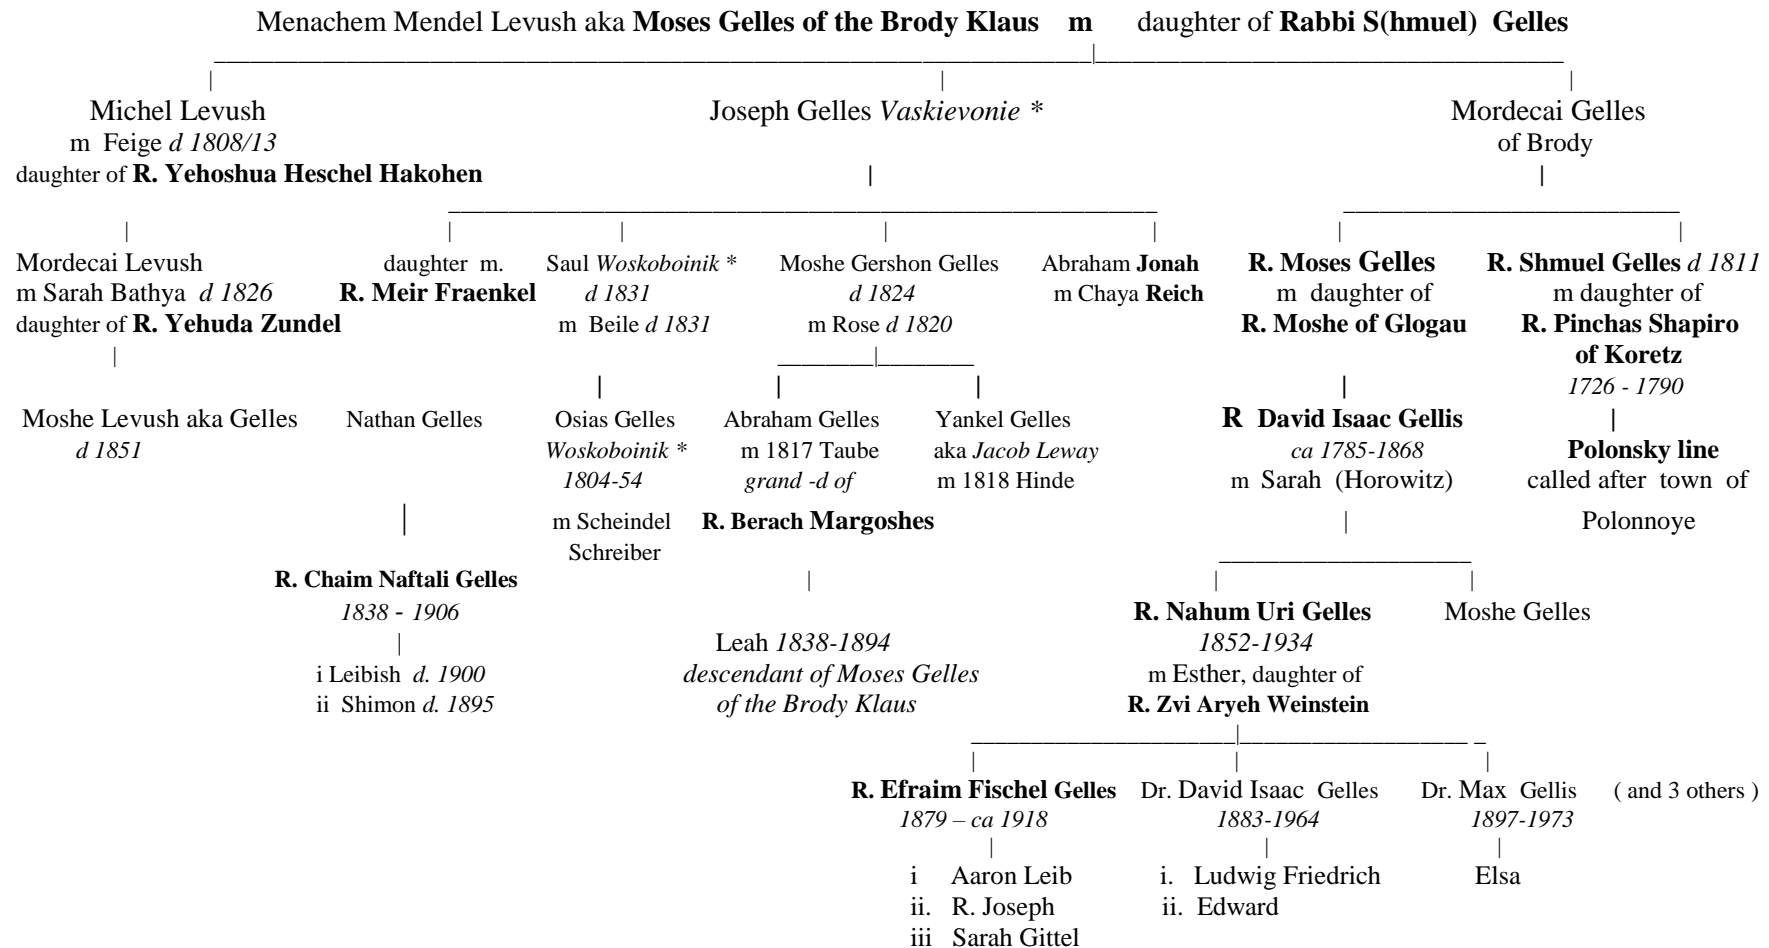 Menachem Mendel Levush aka Moses Gelles of the Brody Klaus m daughter of Rabbi S(hmuel) Gelles
Michel Levush Joseph Gelles Vaskievonie * Mordecai Gelles
m Feige d 1808/13 of Brody
daughter of R. Yehoshua Heschel Hakohen
Mordecai Levush daughter m. Saul Woskoboinik * Moshe Gershon Gelles Abraham Jonah R. Moses Gelles R. Shmuel Gelles d 1811
m Sarah Bathya d 1826 R. Meir Fraenkel d 1831 d 1824 m Chaya Reich m daughter of m daughter of
daughter of R. Yehuda Zundel m Beile d 1831 m Rose d 1820 R. Moshe of Glogau R. Pinchas Shapiro
of Koretz
1726 - 1790
Moshe Levush aka Gelles Nathan Gelles Osias Gelles Abraham Gelles Yankel Gelles R David Isaac Gellis
d 1851 Woskoboinik * m 1817 Taube aka Jacob Leway ca 1785-1868 Polonsky line
1804-54 grand -d of m 1818 Hinde m Sarah (Horowitz) called after town of
m Scheindel R. Berach Margoshes Polonnoye
Schreiber
R. Chaim Naftali Gelles
1838 - 1906 R. Nahum Uri Gelles Moshe Gelles
Leah 1838-1894 1852-1934
i Leibish d. 1900 descendant of Moses Gelles m Esther, daughter of
ii Shimon d. 1895 of the Brody Klaus R. Zvi Aryeh Weinstein
R. Efraim Fischel Gelles Dr. David Isaac Gelles Dr. Max Gellis ( and 3 others )
1879 – ca 1918 1883-1964 1897-1973
i Aaron Leib i. Ludwig Friedrich Elsa
ii. R. Joseph ii. Edward
iii Sarah Gittel